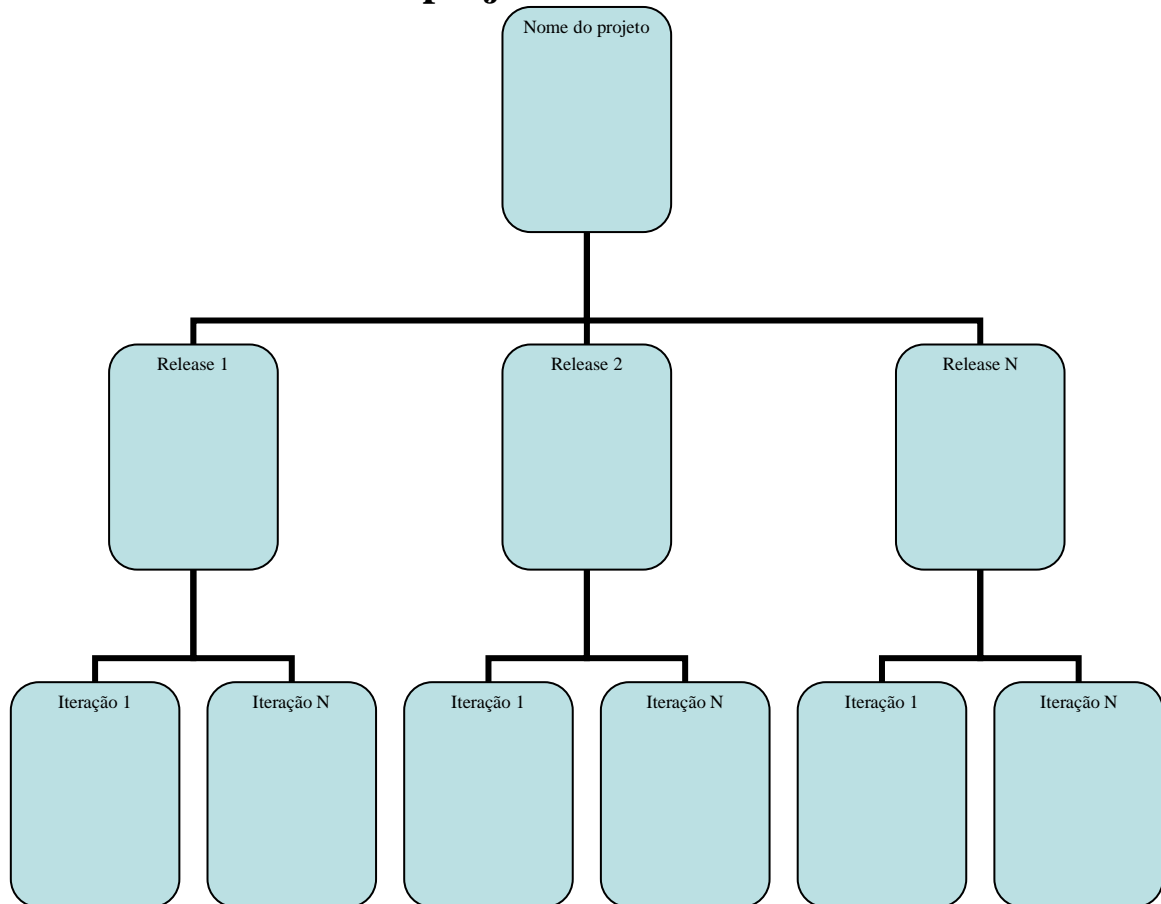 Nome do projeto
Release 1
Release 2
Release N
Iteração 1
Iteração N
Iteração 1
Iteração N
Iteração 1
Iteração N